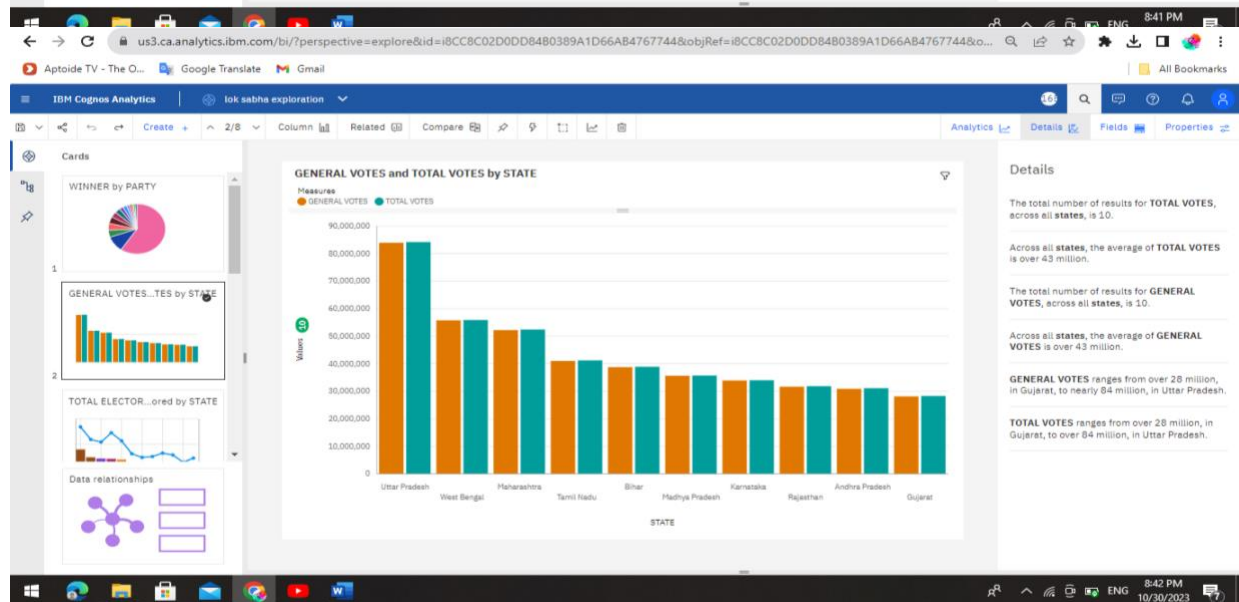 ENG
8:41 PM
us3.ca.analytics.ibm.com/bi/?perspective=explore&id=i8CC8C02D0DD84B0389A1D66AB4767744&objRef=i8CC8C02D0DD84B0389A1D66AB4767744&o...
Aptoide TV - The O... Google Translate Gmail All Bookmarks
IBM Cognos Analytics lok sabha exploration
Create + 2/8 Column Related Compare Analytics Details Fields Properties
Cards
WINNER by PARTY
1
GENERAL VOTES...TES by STATE
2
TOTAL ELECTOR...ored by STATE
Data relationships
GENERAL VOTES and TOTAL VOTES by STATE
Measures
GENERAL VOTES TOTAL VOTES
Values 10
90,000,000
80,000,000
70,000,000
60,000,000
50,000,000
40,000,000
30,000,000
20,000,000
10,000,000
0
Uttar Pradesh West Bengal Maharashtra Tamil Nadu Bihar Madhya Pradesh Karnataka Rajasthan Andhra Pradesh Gujarat
STATE
Details
The total number of results for TOTAL VOTES,
across all states, is 10.
Across all states, the average of TOTAL VOTES
is over 43 million.
The total number of results for GENERAL
VOTES, across all states, is 10.
Across all states, the average of GENERAL
VOTES is over 43 million.
GENERAL VOTES ranges from over 28 million,
in Gujarat, to nearly 84 million, in Uttar Pradesh.
TOTAL VOTES ranges from over 28 million, in
Gujarat, to over 84 million, in Uttar Pradesh.
ENG
8:42 PM
10/30/2023